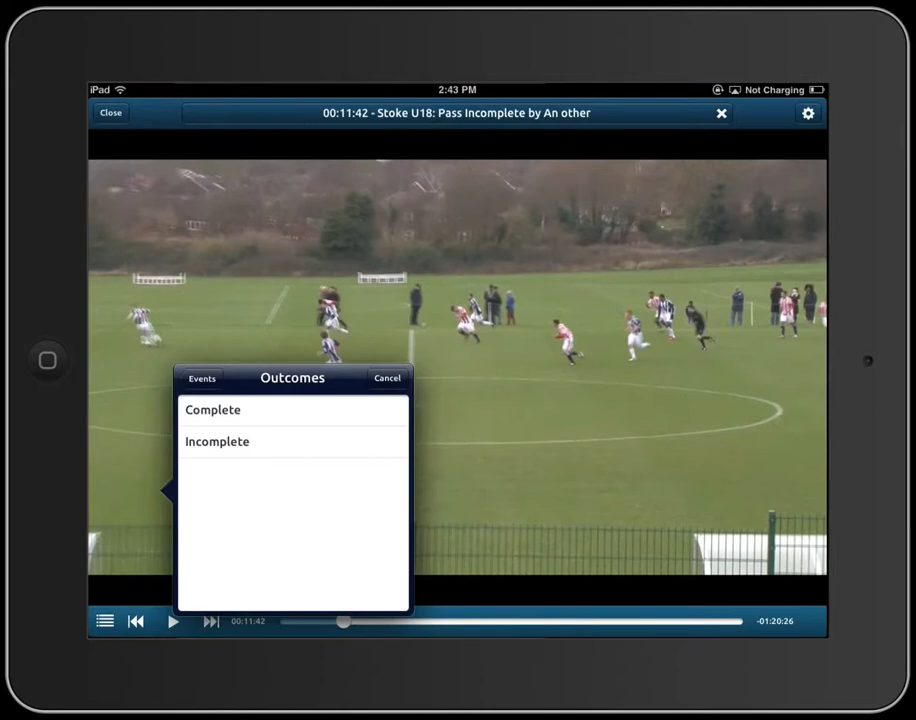 iPad 2:43 PM Not Charging
Close 00:11:42 - Stoke U18: Pass Incomplete by An other
Events Outcomes Cancel
Complete
Incomplete
00:11:42 -01:20:26